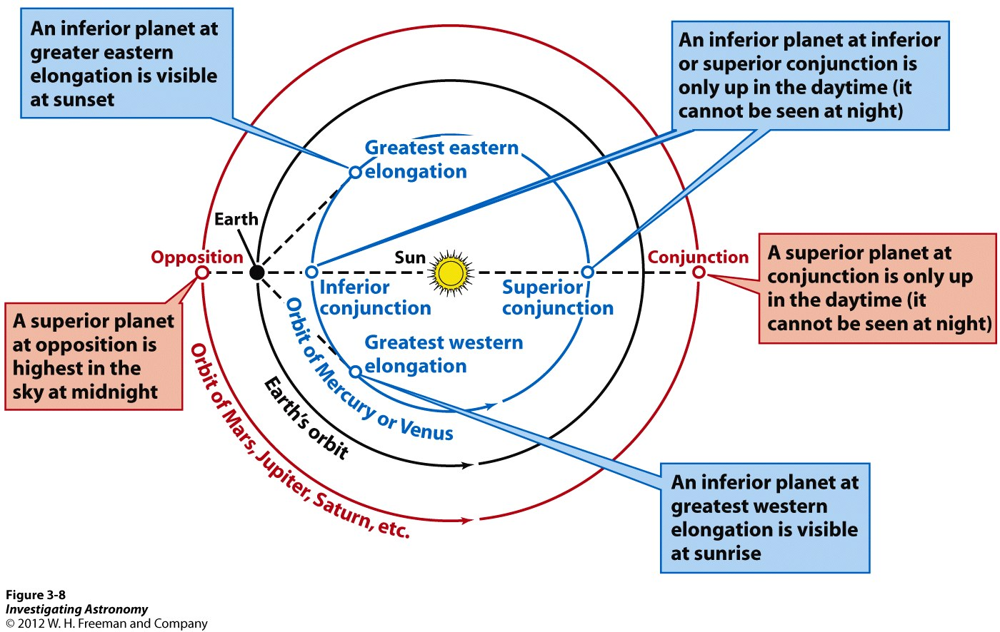 An inferior planet at
greater eastern
elongation is visible
at sunset
An inferior planet at inferior
or superior conjunction is
only up in the daytime (it
cannot be seen at night)
Greatest eastern
elongation
Earth
Opposition
Sun
Conjunction
Inferior
conjunction
Superior
conjunction
A superior planet at
conjunction is only up
in the daytime (it
cannot be seen at night)
A superior planet
at opposition is
highest in the
sky at midnight
Greatest western
elongation
Orbit of Mercury or Venus
Earth's orbit
Orbit of Mars, Jupiter, Saturn, etc.
An inferior planet at
greatest western
elongation is visible
at sunrise
Figure 3-8
Investigating Astronomy
© 2012 W. H. Freeman and Company